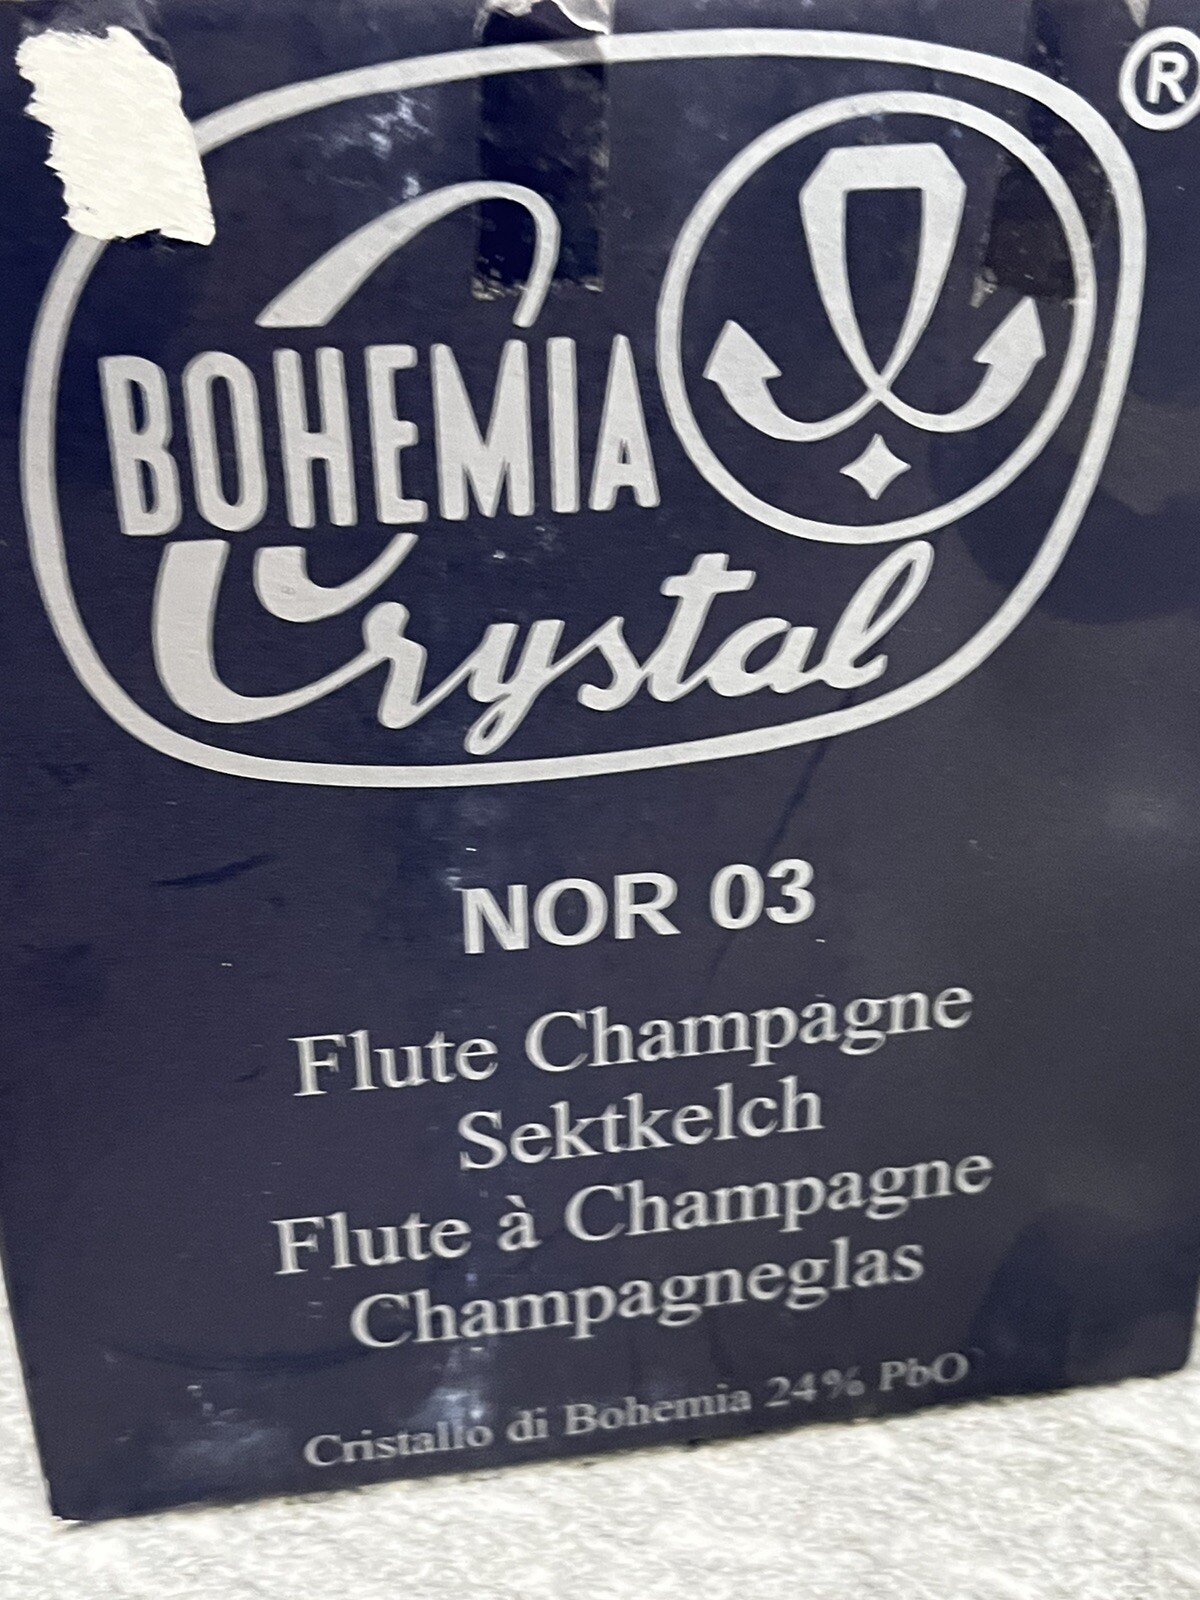 ®
BOHEMIA
Crystal
NOR 03
Flute Champagne
Sektkelch
Flute à Champagne
Champagneglas
Cristallo di Bohemia 24% PbO